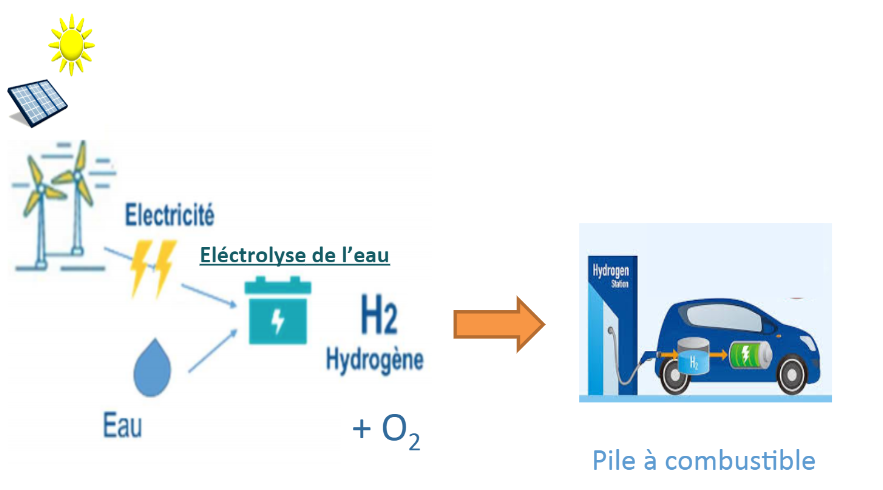 Electricité
Eléctrolyse de l’eau
H2
Hydrogène
Eau
+ O2
Hydrogen
Station
H2
Pile à combustible